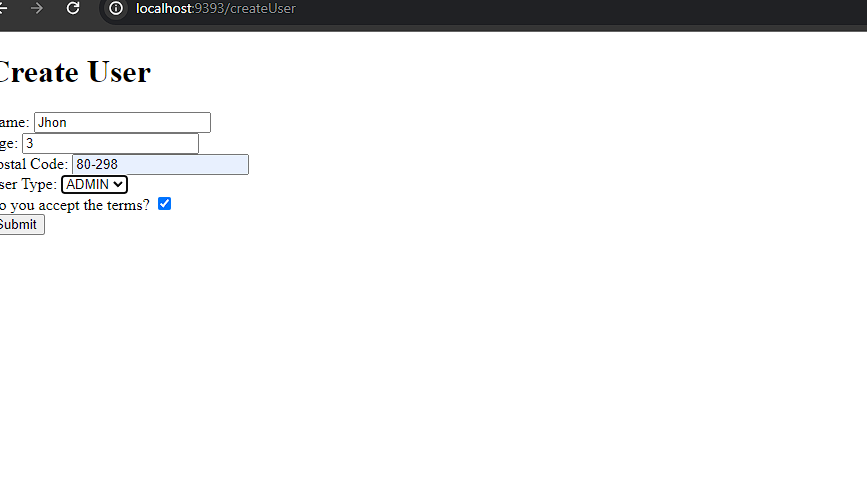 localhost:9393/createUser
Create User
ame: Jhon
ge: 3
ostal Code: 80-298
ser Type: ADMIN
o you accept the terms?
Submit